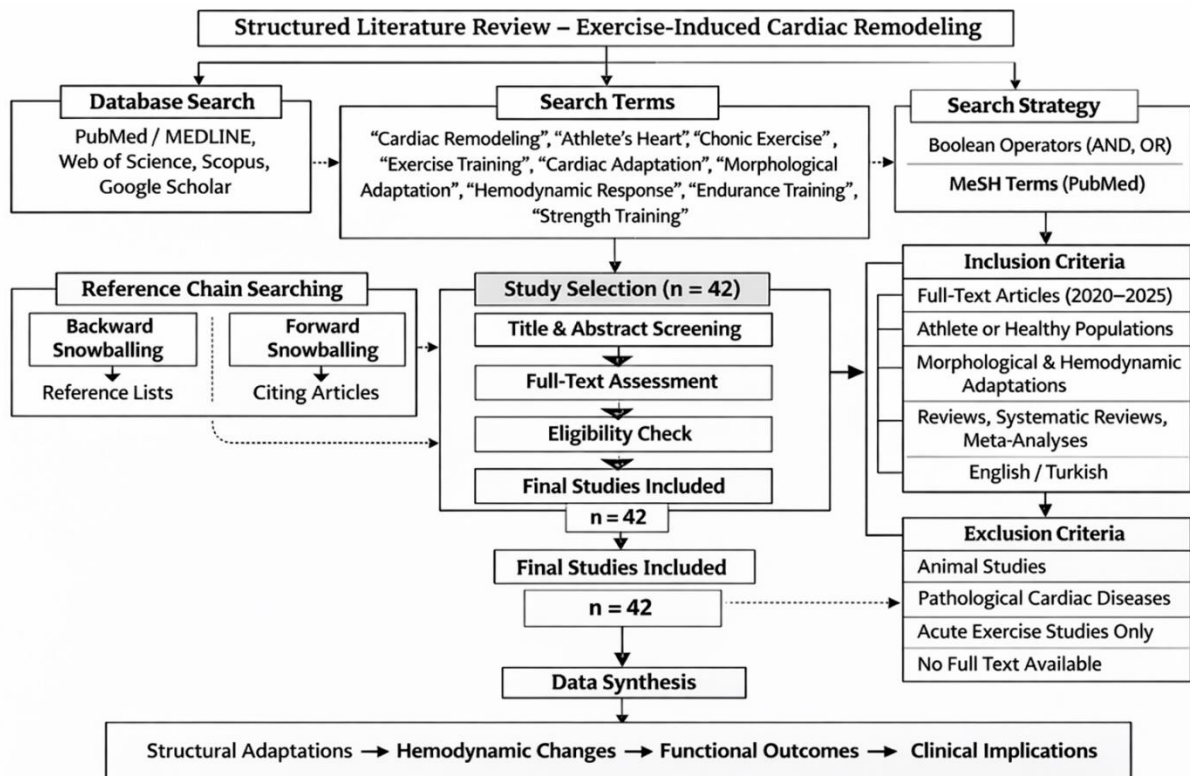 Structured Literature Review – Exercise-Induced Cardiac Remodeling
Database Search
PubMed / MEDLINE,
Web of Science, Scopus,
Google Scholar
Search Terms
“Cardiac Remodeling”, “Athlete’s Heart”, “Chonic Exercise”,
“Exercise Training”, “Cardiac Adaptation”, “Morphological
Adaptation”, “Hemodynamic Response”, “Endurance Training”,
“Strength Training”
Search Strategy
Boolean Operators (AND, OR)
MeSH Terms (PubMed)
Reference Chain Searching
Backward
Snowballing
Reference Lists
Forward
Snowballing
Citing Articles
Study Selection (n = 42)
Title & Abstract Screening
Full-Text Assessment
Eligibility Check
Final Studies Included
n = 42
Final Studies Included
n = 42
Data Synthesis
Inclusion Criteria
Full-Text Articles (2020–2025)
Athlete or Healthy Populations
Morphological & Hemodynamic
Adaptations
Reviews, Systematic Reviews,
Meta-Analyses
English / Turkish
Exclusion Criteria
Animal Studies
Pathological Cardiac Diseases
Acute Exercise Studies Only
No Full Text Available
Structural Adaptations → Hemodynamic Changes → Functional Outcomes → Clinical Implications